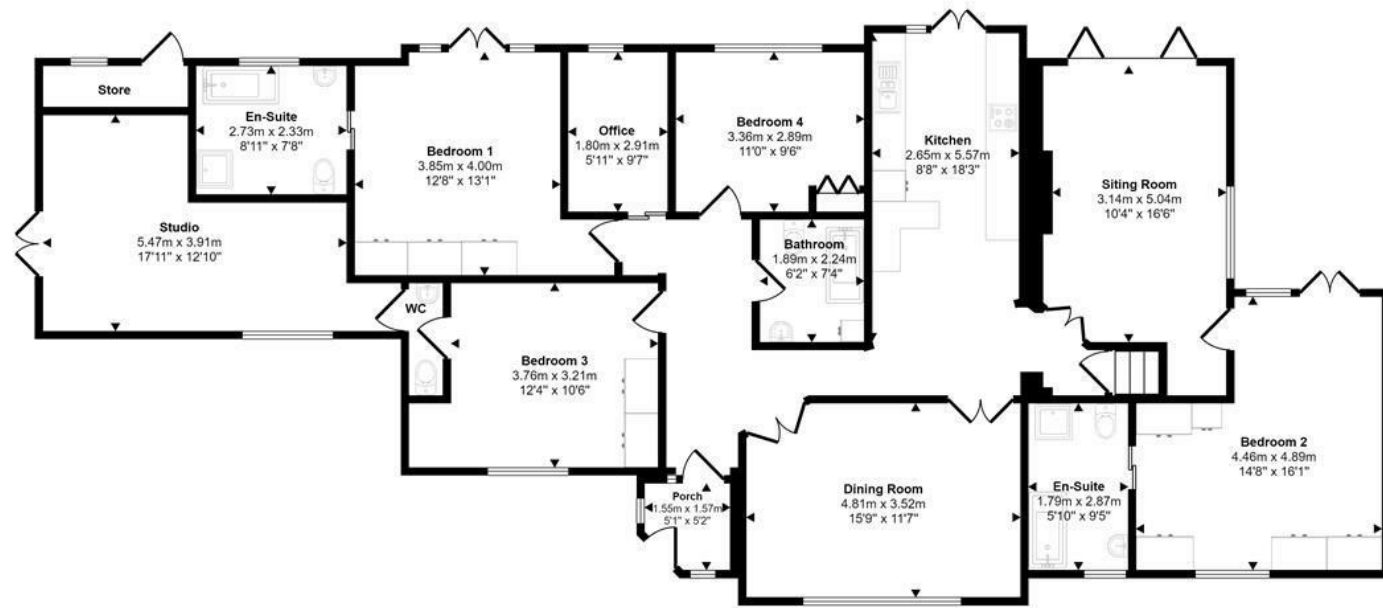 Store
En-Suite
2.73m x 2.33m
8'11" x 7'8"
Bedroom 1
3.85m x 4.00m
12'8" x 13'1"
Office
1.80m x 2.91m
5'11" x 9'7"
Bedroom 4
3.36m x 2.89m
11'0" x 9'6"
Kitchen
2.65m x 5.57m
8'8" x 18'3"
Siting Room
3.14m x 5.04m
10'4" x 16'6"
Studio
5.47m x 3.91m
17'11" x 12'10"
Bathroom
1.89m x 2.24m
6'2" x 7'4"
WC
Bedroom 3
3.76m x 3.21m
12'4" x 10'6"
Porch
1.55m x 1.57m
5'1" x 5'2"
Dining Room
4.81m x 3.52m
15'9" x 11'7"
En-Suite
1.79m x 2.87m
5'10" x 9'5"
Bedroom 2
4.46m x 4.89m
14'8" x 16'1"